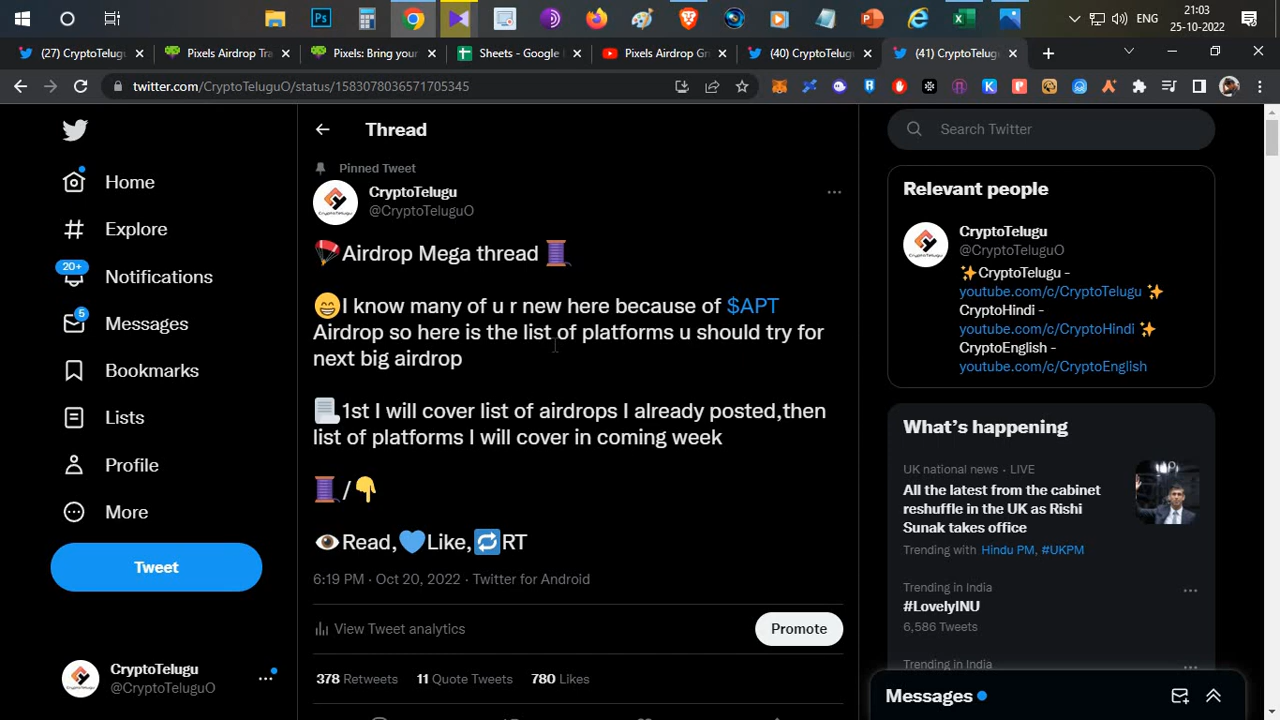 21:03
ENG
25-10-2022
(27) CryptoTelugu
Pixels Airdrop Tra
Pixels: Bring your
Sheets - Google
Pixels Airdrop Gr
(40) CryptoTelugu
(41) CryptoTelugu
twitter.com/CryptoTeluguO/status/1583078036571705345
Home
Explore
20+
Notifications
5
Messages
Bookmarks
Lists
Profile
More
Tweet
CryptoTelugu
@CryptoTeluguO
Thread
Pinned Tweet
CryptoTelugu
@CryptoTeluguO
Airdrop Mega thread
I know many of u r new here because of $APT
Airdrop so here is the list of platforms u should try for
next big airdrop
1st I will cover list of airdrops I already posted,then
list of platforms I will cover in coming week
/
Read, Like, RT
6:19 PM · Oct 20, 2022 · Twitter for Android
View Tweet analytics
Promote
378 Retweets 11 Quote Tweets 780 Likes
Search Twitter
Relevant people
CryptoTelugu
@CryptoTeluguO
CryptoTelugu -
youtube.com/c/CryptoTelugu
CryptoHindi -
youtube.com/c/CryptoHindi
CryptoEnglish -
youtube.com/c/CryptoEnglish
What's happening
UK national news · LIVE
All the latest from the cabinet
reshuffle in the UK as Rishi
Sunak takes office
Trending with Hindu PM, #UKPM
Trending in India
#LovelyINU
6,586 Tweets
Trending in India
Messages